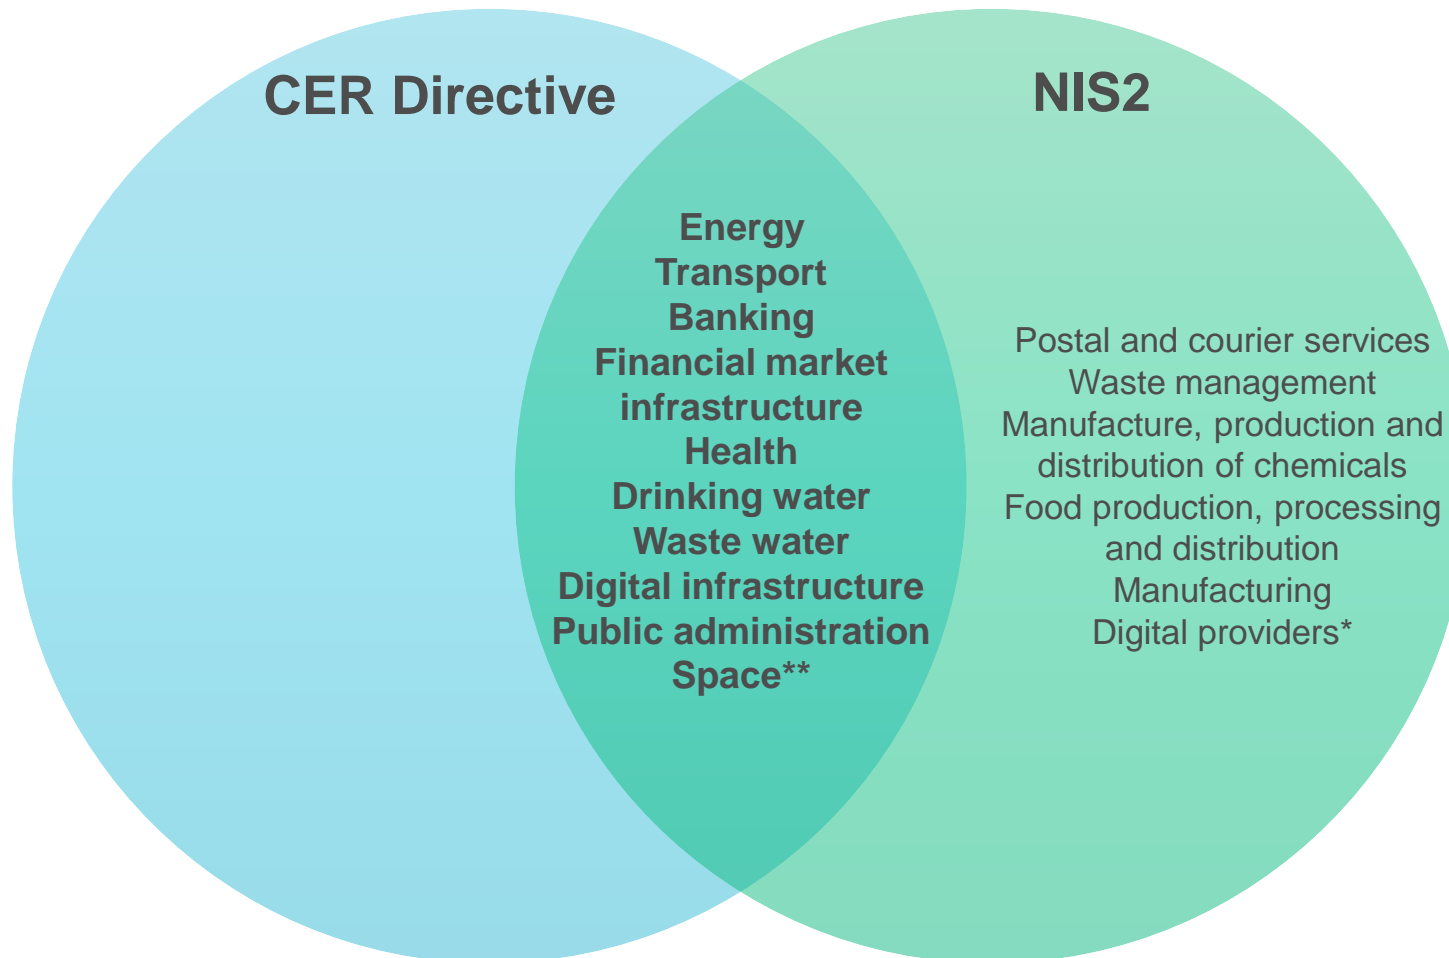 CER Directive
NIS2
Energy
Transport
Banking
Financial market
infrastructure
Health
Drinking water
Waste water
Digital infrastructure
Public administration
Space**
Postal and courier services
Waste management
Manufacture, production and
distribution of chemicals
Food production, processing
and distribution
Manufacturing
Digital providers*